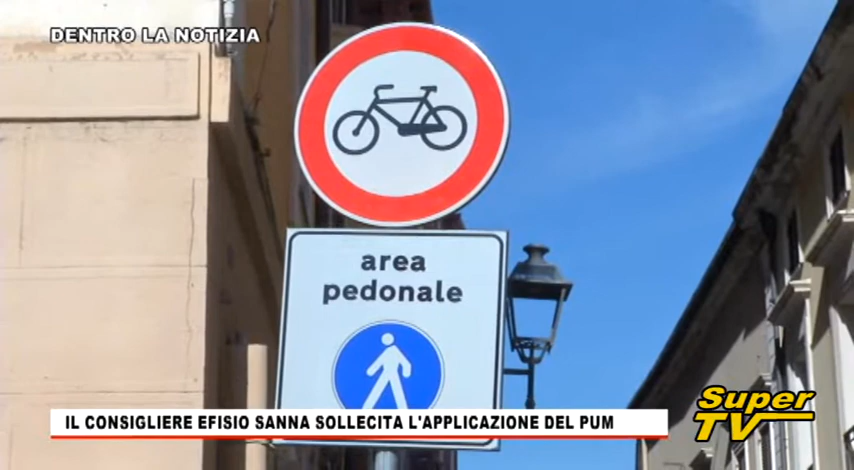 DENTRO LA NOTIZIA
area
pedonale
IL CONSIGLIERE EFISIO SANNA SOLLECITA L'APPLICAZIONE DEL PUM
Super
TV